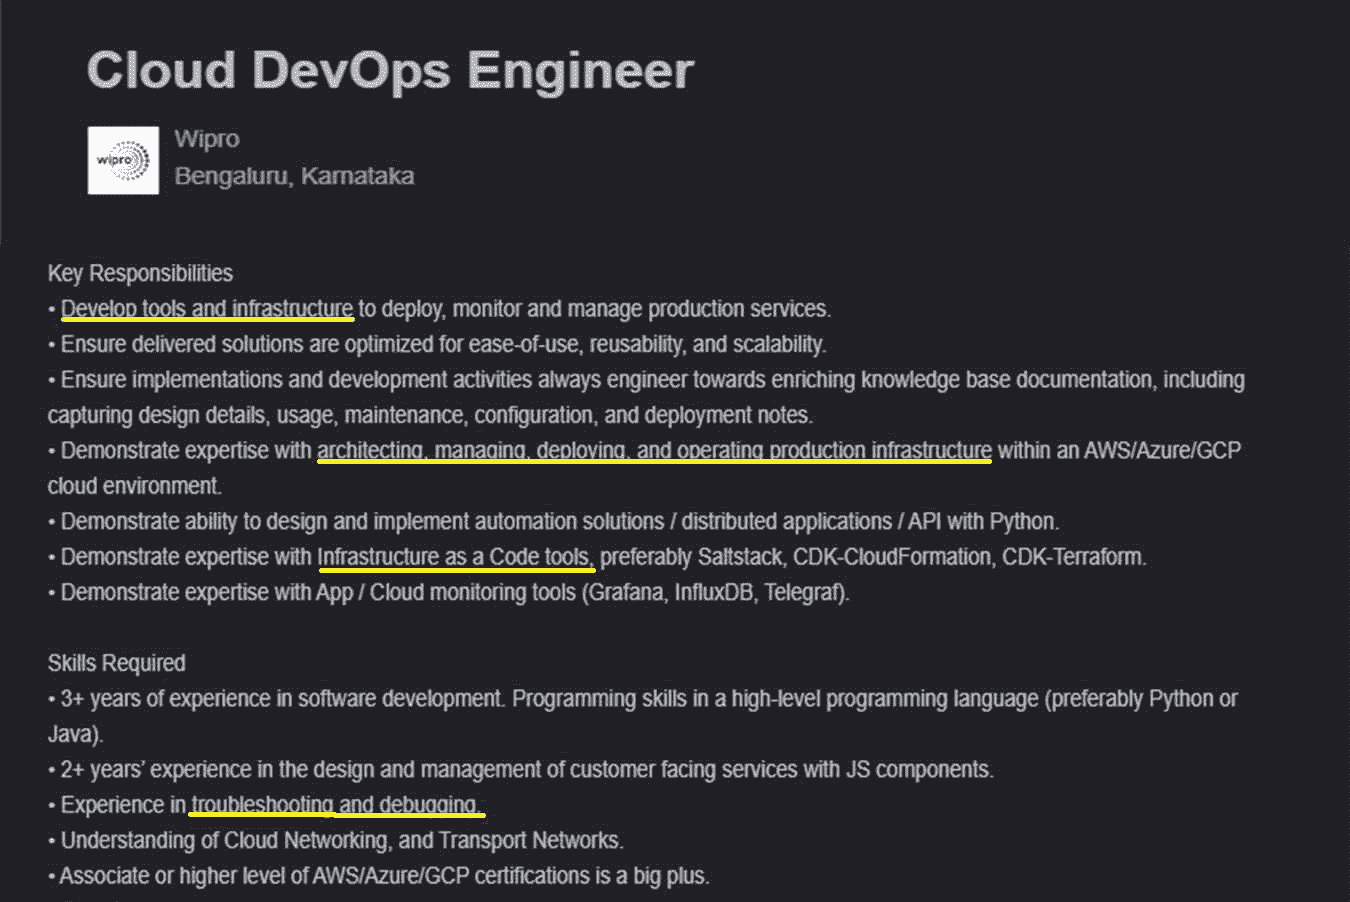 Cloud DevOps Engineer
wipro
Wipro
Bengaluru, Karnataka
Key Responsibilities
• Develop tools and infrastructure to deploy, monitor and manage production services.
• Ensure delivered solutions are optimized for ease-of-use, reusability, and scalability.
• Ensure implementations and development activities always engineer towards enriching knowledge base documentation, including
capturing design details, usage, maintenance, configuration, and deployment notes.
• Demonstrate expertise with architecting, managing, deploying, and operating production infrastructure within an AWS/Azure/GCP
cloud environment.
• Demonstrate ability to design and implement automation solutions / distributed applications / API with Python.
• Demonstrate expertise with Infrastructure as a Code tools, preferably Saltstack, CDK-CloudFormation, CDK-Terraform.
• Demonstrate expertise with App / Cloud monitoring tools (Grafana, InfluxDB, Telegraf).
Skills Required
• 3+ years of experience in software development. Programming skills in a high-level programming language (preferably Python or
Java).
• 2+ years’ experience in the design and management of customer facing services with JS components.
• Experience in troubleshooting and debugging.
• Understanding of Cloud Networking, and Transport Networks.
• Associate or higher level of AWS/Azure/GCP certifications is a big plus.